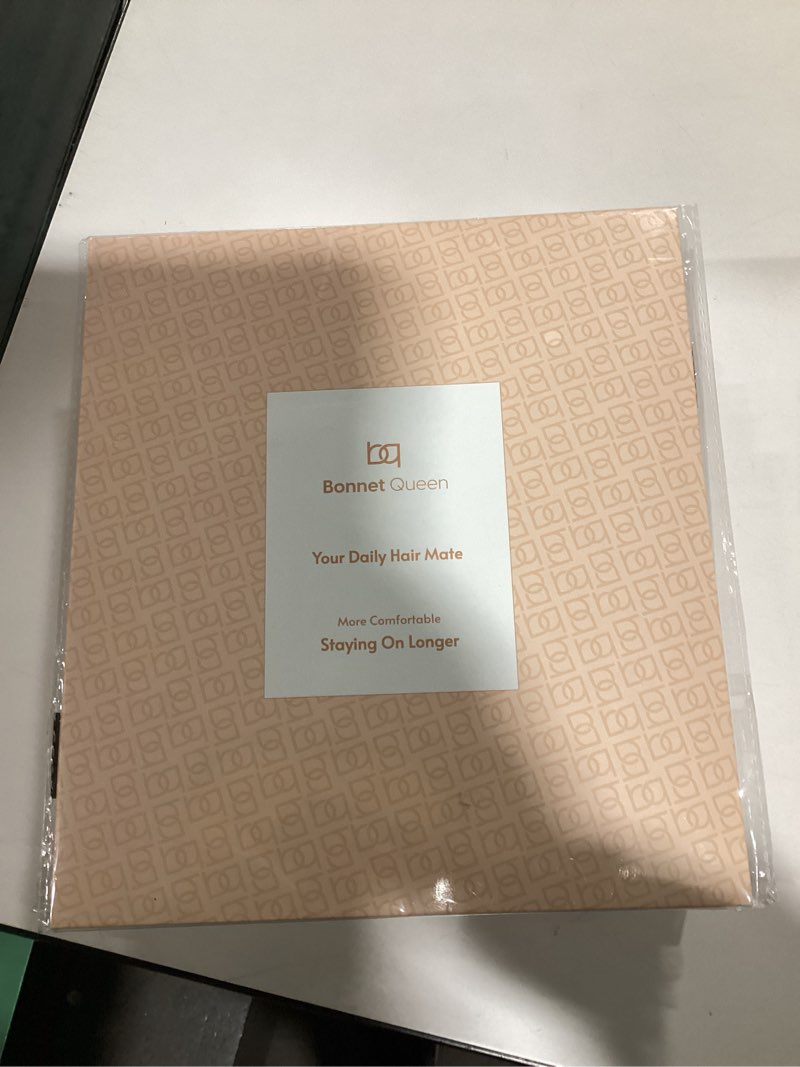 bq
Bonnet Queen
Your Daily Hair Mate
More Comfortable
Staying On Longer